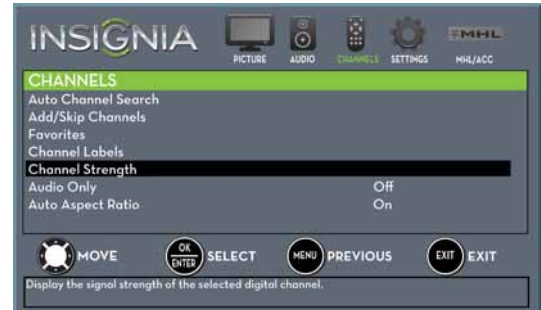 INSIGNIA
PICTURE AUDIO CHANNELS SETTINGS MHL MHL/ACC
CHANNELS
Auto Channel Search
Add/Skip Channels
Favorites
Channel Labels
Channel Strength
Audio Only Off
Auto Aspect Ratio On
MOVE OK ENTER SELECT MENU PREVIOUS EXIT EXIT
Display the signal strength of the selected digital channel.